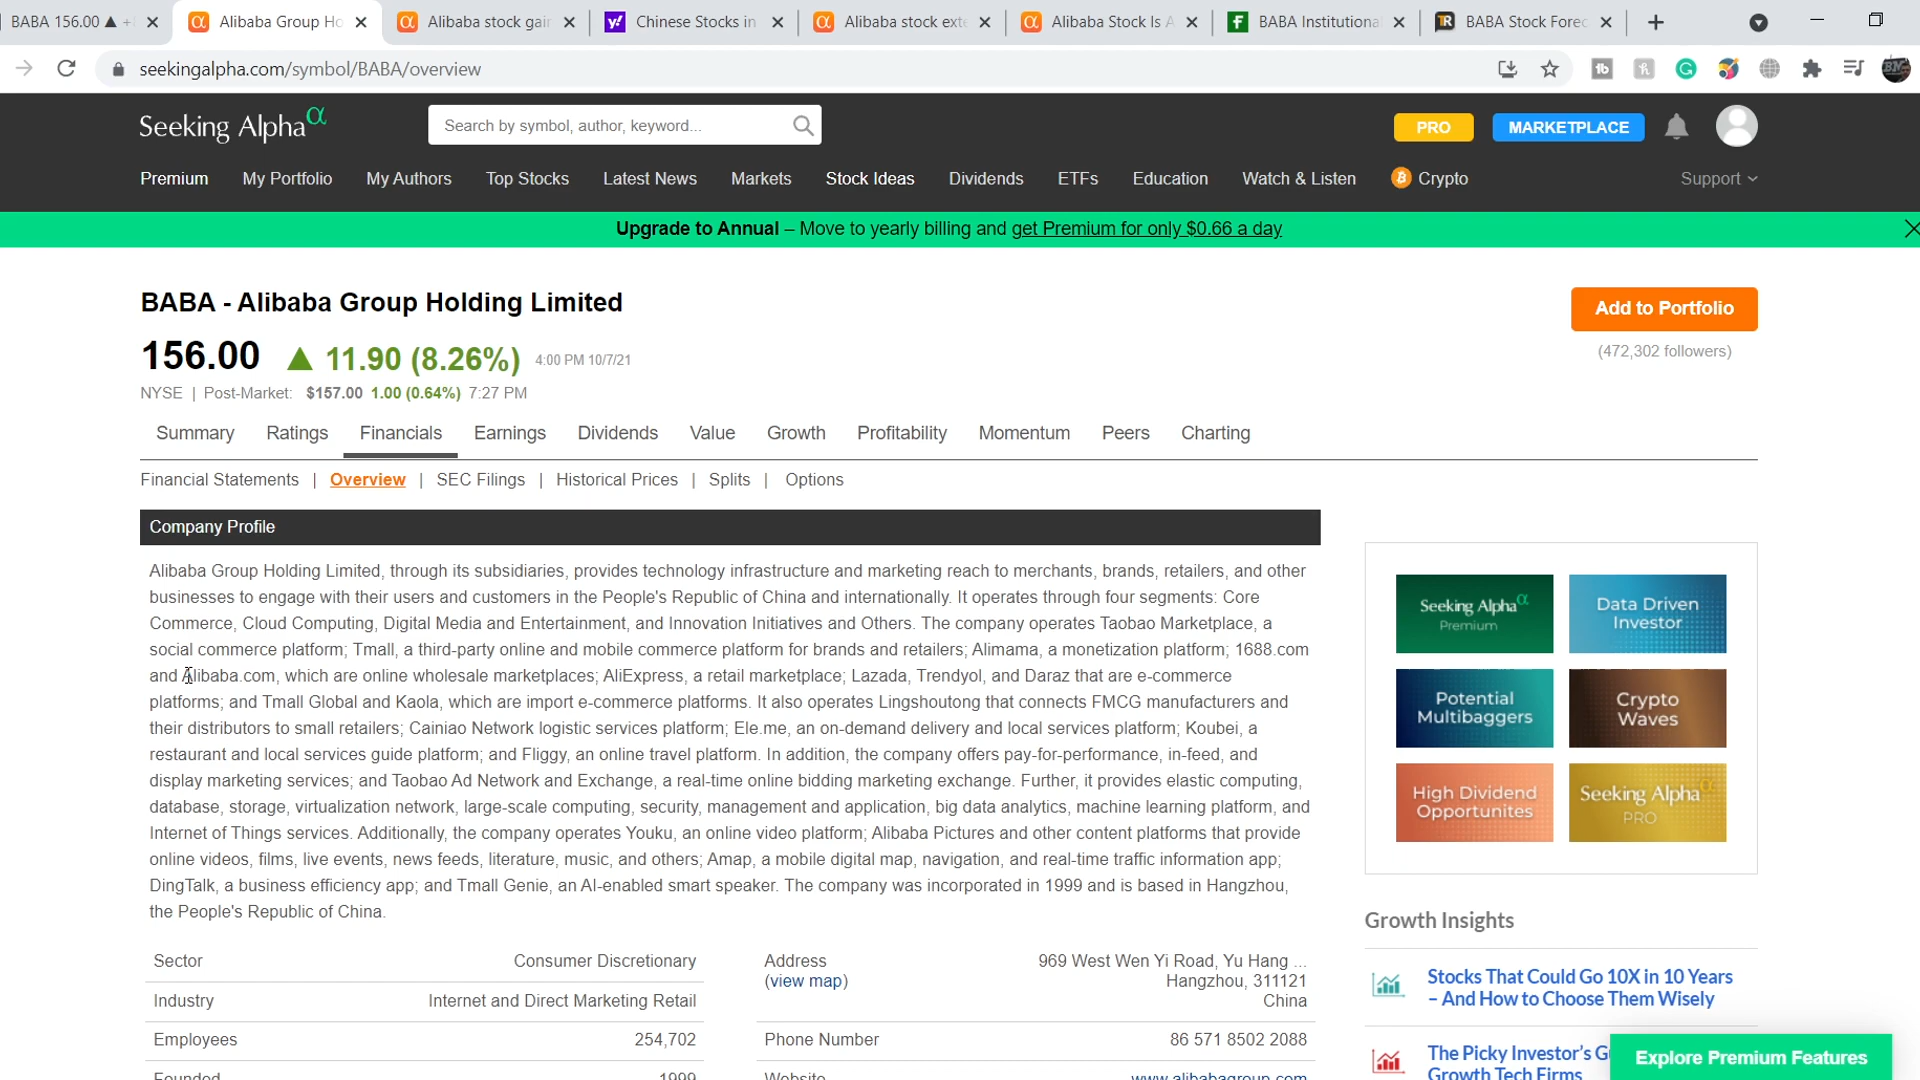 BABA 156.00 ▲ +
Alibaba Group Ho
Alibaba stock gai
Chinese Stocks in
Alibaba stock exte
Alibaba Stock Is A
BABA Institutiona
BABA Stock Forec
seekingalpha.com/symbol/BABA/overview
Seeking Alpha α
Search by symbol, author, keyword...
PRO
MARKETPLACE
Premium My Portfolio My Authors Top Stocks Latest News Markets Stock Ideas Dividends ETFs Education Watch & Listen Crypto Support
Upgrade to Annual – Move to yearly billing and get Premium for only $0.66 a day
BABA - Alibaba Group Holding Limited
Add to Portfolio
(472,302 followers)
156.00 ▲ 11.90 (8.26%) 4:00 PM 10/7/21
NYSE | Post-Market: $157.00 1.00 (0.64%) 7:27 PM
Summary Ratings Financials Earnings Dividends Value Growth Profitability Momentum Peers Charting
Financial Statements | Overview | SEC Filings | Historical Prices | Splits | Options
Company Profile
Alibaba Group Holding Limited, through its subsidiaries, provides technology infrastructure and marketing reach to merchants, brands, retailers, and other
businesses to engage with their users and customers in the People's Republic of China and internationally. It operates through four segments: Core
Commerce, Cloud Computing, Digital Media and Entertainment, and Innovation Initiatives and Others. The company operates Taobao Marketplace, a
social commerce platform; Tmall, a third-party online and mobile commerce platform for brands and retailers; Alimama, a monetization platform; 1688.com
and Alibaba.com, which are online wholesale marketplaces; AliExpress, a retail marketplace; Lazada, Trendyol, and Daraz that are e-commerce
platforms; and Tmall Global and Kaola, which are import e-commerce platforms. It also operates Lingshoutong that connects FMCG manufacturers and
their distributors to small retailers; Cainiao Network logistic services platform; Ele.me, an on-demand delivery and local services platform; Koubei, a
restaurant and local services guide platform; and Fliggy, an online travel platform. In addition, the company offers pay-for-performance, in-feed, and
display marketing services; and Taobao Ad Network and Exchange, a real-time online bidding marketing exchange. Further, it provides elastic computing,
database, storage, virtualization network, large-scale computing, security, management and application, big data analytics, machine learning platform, and
Internet of Things services. Additionally, the company operates Youku, an online video platform; Alibaba Pictures and other content platforms that provide
online videos, films, live events, news feeds, literature, music, and others; Amap, a mobile digital map, navigation, and real-time traffic information app;
DingTalk, a business efficiency app; and Tmall Genie, an AI-enabled smart speaker. The company was incorporated in 1999 and is based in Hangzhou,
the People's Republic of China.
Sector Consumer Discretionary
Industry Internet and Direct Marketing Retail
Employees 254,702
Founded 1999
Address 969 West Wen Yi Road, Yu Hang ...
(view map) Hangzhou, 311121
China
Phone Number 86 571 8502 2088
Website www.alibabagroup.com
Seeking Alpha α
Premium
Data Driven
Investor
Potential
Multibaggers
Crypto
Waves
High Dividend
Opportunites
Seeking Alpha α
PRO
Growth Insights
Stocks That Could Go 10X in 10 Years
– And How to Choose Them Wisely
The Picky Investor's G
Growth Tech Firms
Explore Premium Features